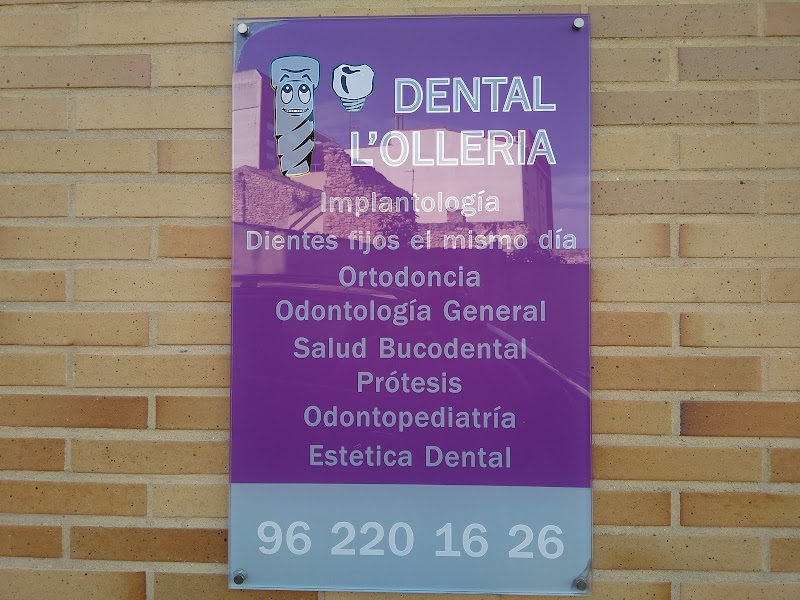 DENTAL
L'OLLERIA
Implantología
Dientes fijos el mismo día
Ortodoncia
Odontología General
Salud Bucodental
Prótesis
Odontopediatría
Estetica Dental
96 220 16 26